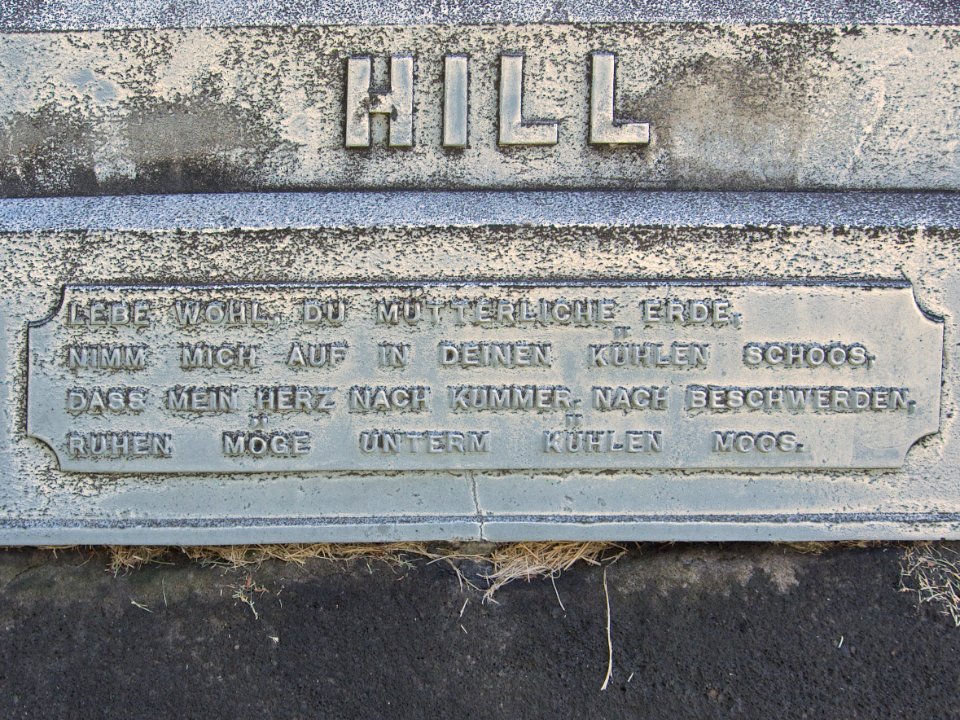 HILL
LEBE WOHL, DU MÜTTERLICHE ERDE,
NIMM MICH AUF IN DEINEN KÜHLEN SCHOOS.
DASS MEIN HERZ NACH KUMMER, NACH BESCHWERDEN,
RUHEN MÖGE UNTERM KÜHLEN MOOS.